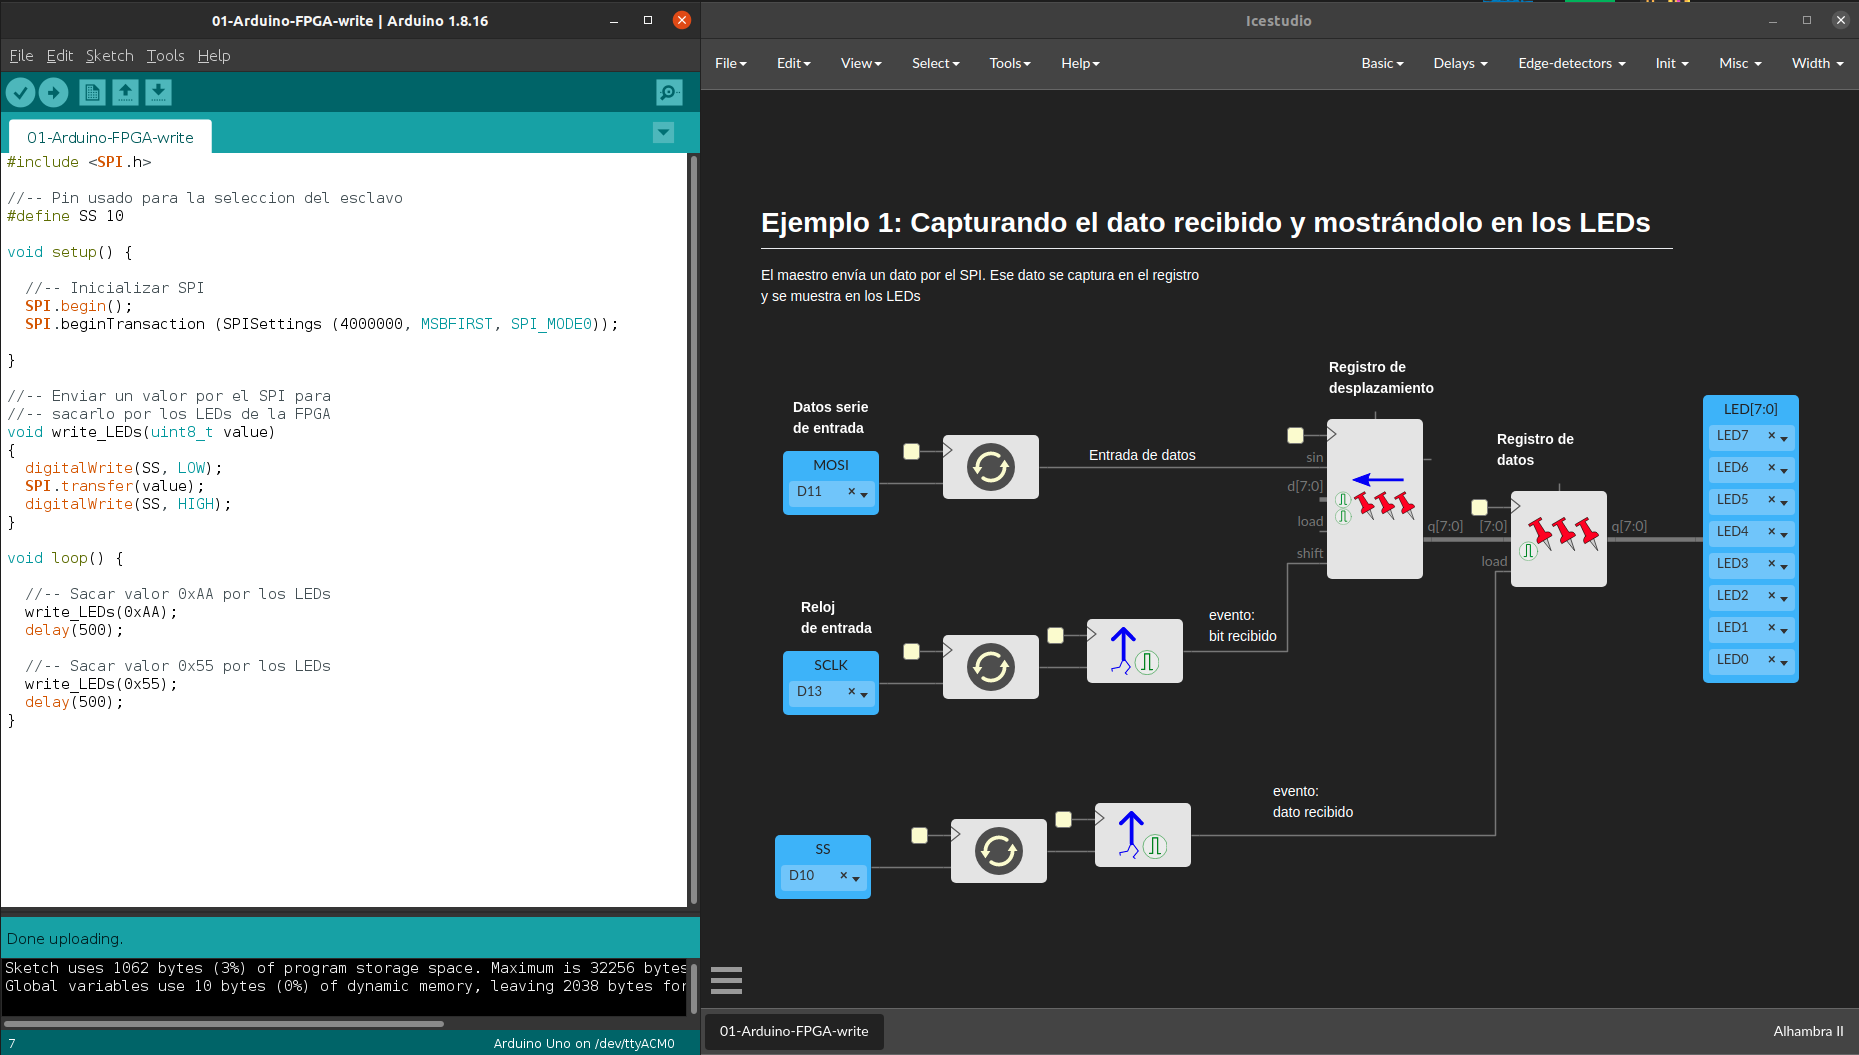 01-Arduino-FPGA-write | Arduino 1.8.16
File Edit Sketch Tools Help
01-Arduino-FPGA-write
#include <SPI.h>
//-- Pin usado para la seleccion del esclavo
#define SS 10
void setup() {
//-- Inicializar SPI
SPI.begin();
SPI.beginTransaction (SPISettings (4000000, MSBFIRST, SPI_MODE0));
}
//-- Enviar un valor por el SPI para
//-- sacarlo por los LEDs de la FPGA
void write_LEDs(uint8_t value)
{
digitalWrite(SS, LOW);
SPI.transfer(value);
digitalWrite(SS, HIGH);
}
void loop() {
//-- Sacar valor 0xAA por los LEDs
write_LEDs(0xAA);
delay(500);
//-- Sacar valor 0x55 por los LEDs
write_LEDs(0x55);
delay(500);
}
Done uploading.
Sketch uses 1062 bytes (3%) of program storage space. Maximum is 32256 bytes
Global variables use 10 bytes (0%) of dynamic memory, leaving 2038 bytes for
7
Arduino Uno on /dev/ttyACM0
Icestudio
File Edit View Select Tools Help Basic Delays Edge-detectors Init Misc Width
Ejemplo 1: Capturando el dato recibido y mostrándolo en los LEDs
El maestro envía un dato por el SPI. Ese dato se captura en el registro
y se muestra en los LEDs
Datos serie
de entrada
MOSI
D11 ×
Entrada de datos
Registro de
desplazamiento
sin
d[7:0]
load
shift
q[7:0]
Registro de
datos
[7:0]
load
q[7:0]
LED[7:0]
LED7 ×
LED6 ×
LED5 ×
LED4 ×
LED3 ×
LED2 ×
LED1 ×
LED0 ×
Reloj
de entrada
SCLK
D13 ×
evento:
bit recibido
SS
D10 ×
evento:
dato recibido
01-Arduino-FPGA-write
Alhambra II